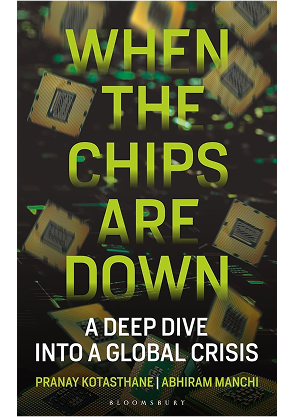 WHEN
THE
CHIPS
ARE
DOWN
A DEEP DIVE
INTO A GLOBAL CRISIS
PRANAY KOTASTHANE | ABHIRAM MANCHI
BLOOMSBURY